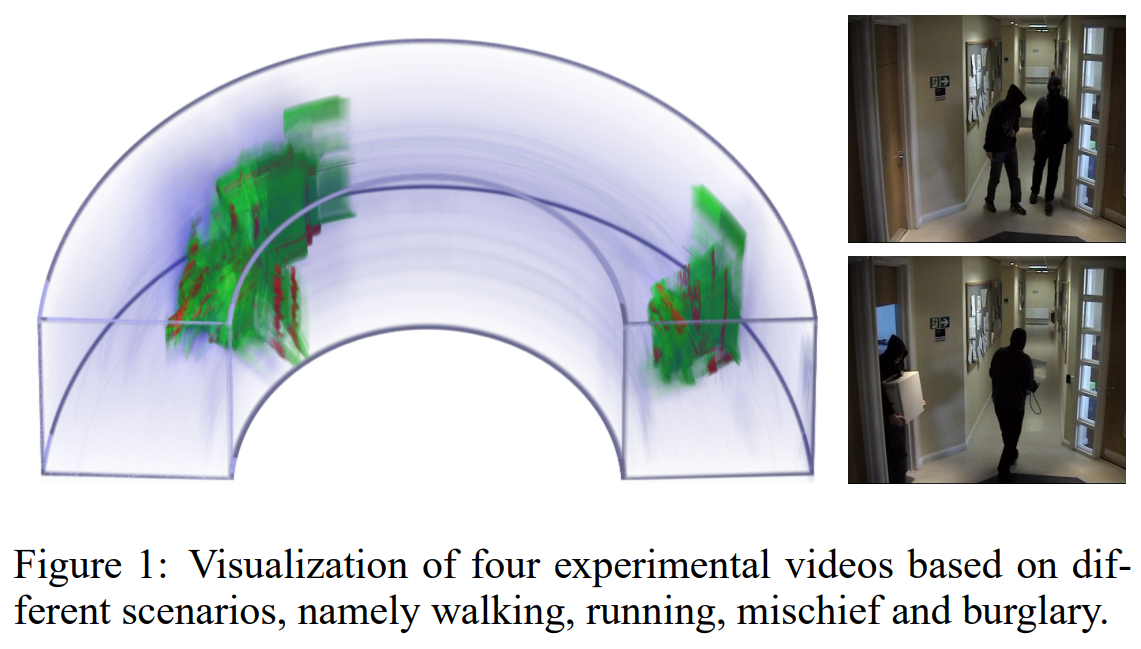 Figure 1: Visualization of four experimental videos based on dif-
ferent scenarios, namely walking, running, mischief and burglary.